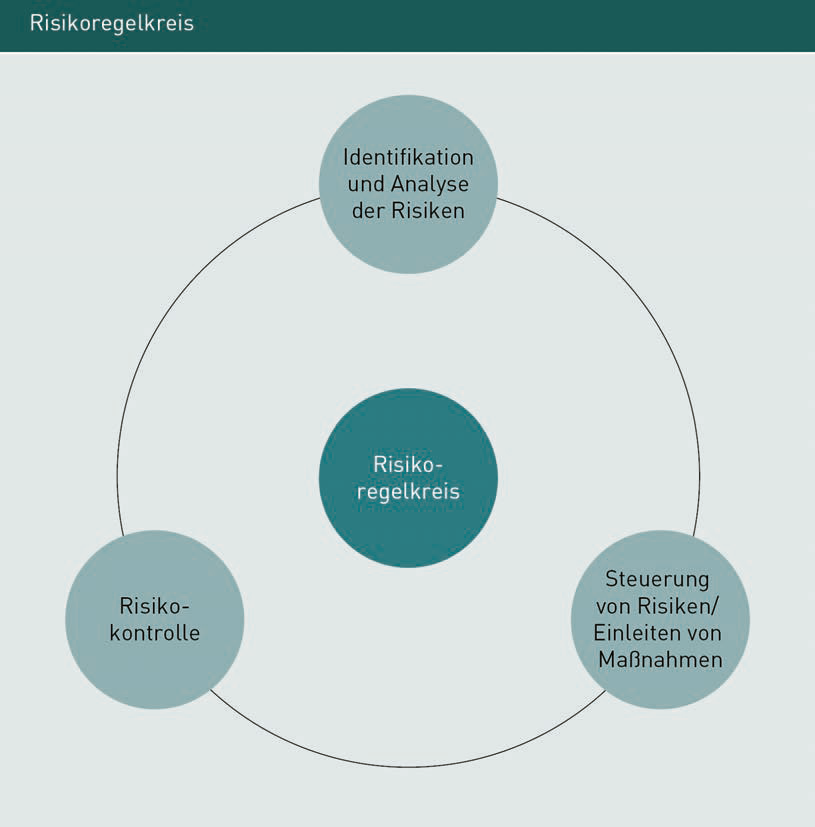 Risikoregelkreis
Identifikation
und Analyse
der Risiken
Risiko-
regelkreis
Risiko-
kontrolle
Steuerung
von Risiken/
Einleiten von
Maßnahmen